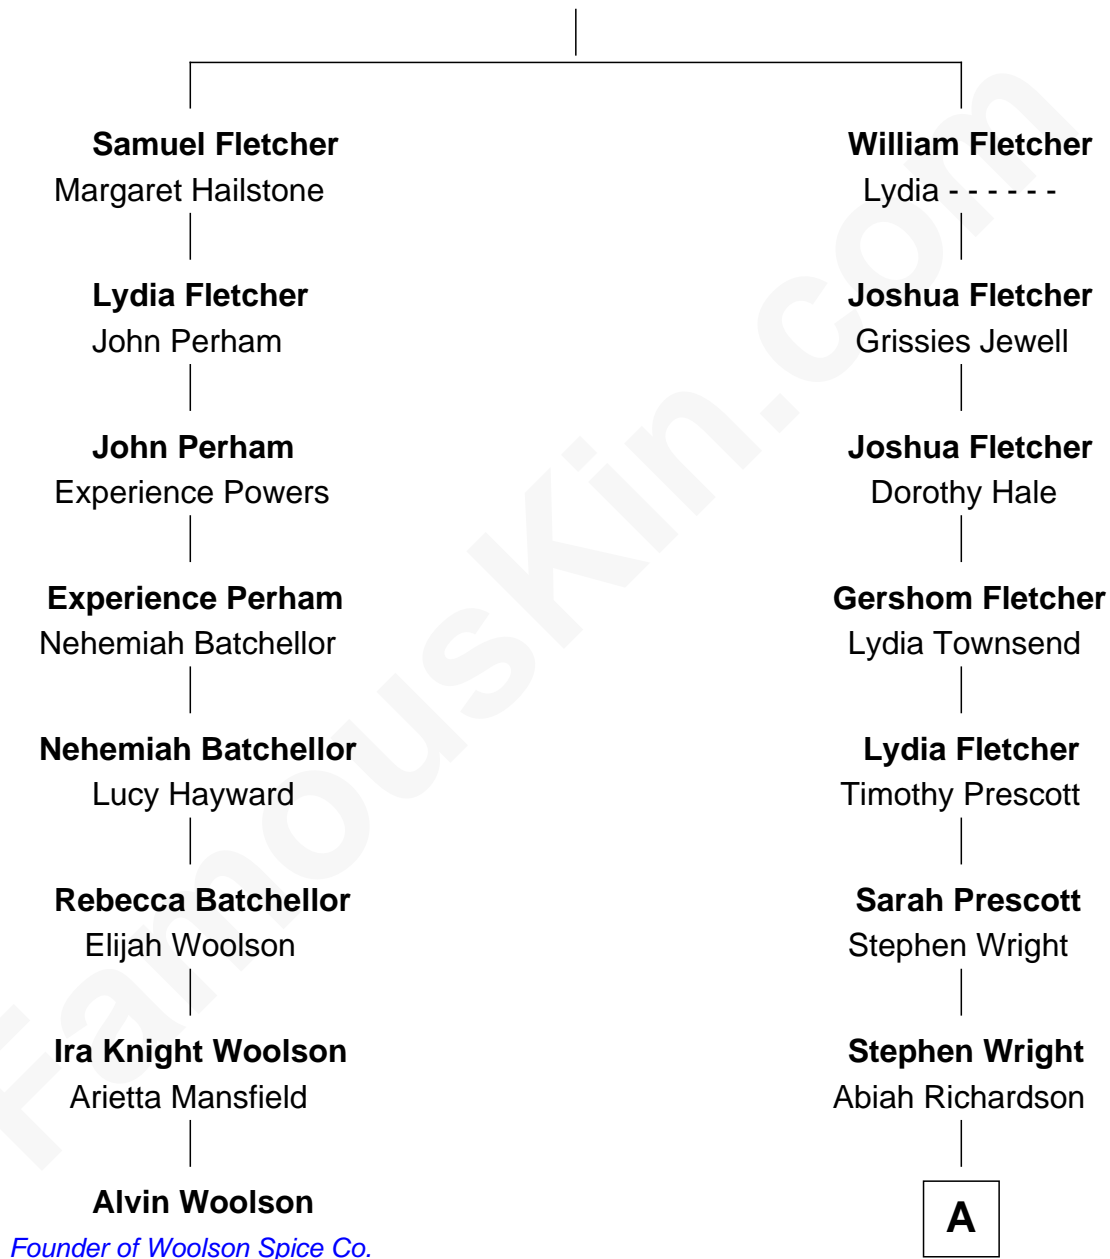 Samuel Fletcher
Margaret Hailstone
William Fletcher
Lydia - - - - - -
Lydia Fletcher
John Perham
Joshua Fletcher
Grissies Jewell
John Perham
Experience Powers
Joshua Fletcher
Dorothy Hale
Experience Perham
Nehemiah Batchellor
Gershom Fletcher
Lydia Townsend
Nehemiah Batchellor
Lucy Hayward
Lydia Fletcher
Timothy Prescott
Rebecca Batchellor
Elijah Woolson
Sarah Prescott
Stephen Wright
Ira Knight Woolson
Arietta Mansfield
Stephen Wright
Abiah Richardson
Alvin Woolson
Founder of Woolson Spice Co.
A
FamousKin.com